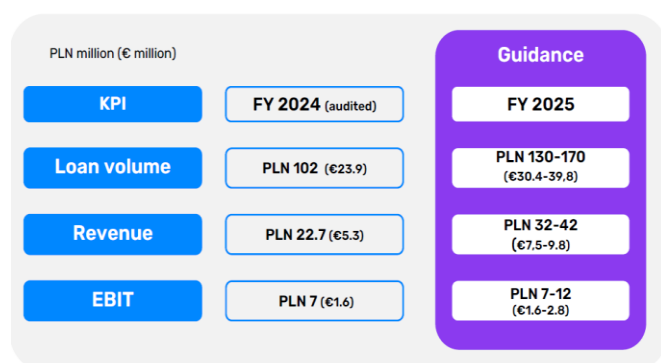 PLN million (€ million)
Guidance
KPI
FY 2024 (audited)
FY 2025
Loan volume
PLN 102 (€23.9)
PLN 130-170
(€30.4-39,8)
Revenue
PLN 22.7 (€5.3)
PLN 32-42
(€7,5-9.8)
EBIT
PLN 7 (€1.6)
PLN 7-12
(€1.6-2.8)